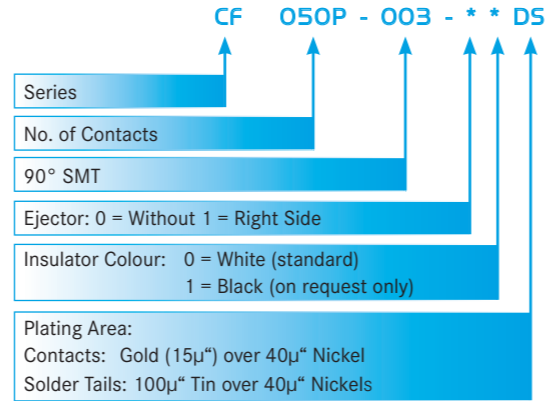 CF 050P - 003 - * * DS
Series
No. of Contacts
90° SMT
Ejector: 0 = Without 1 = Right Side
Insulator Colour: 0 = White (standard)
1 = Black (on request only)
Plating Area:
Contacts: Gold (15µ“) over 40µ“ Nickel
Solder Tails: 100µ“ Tin over 40µ“ Nickels